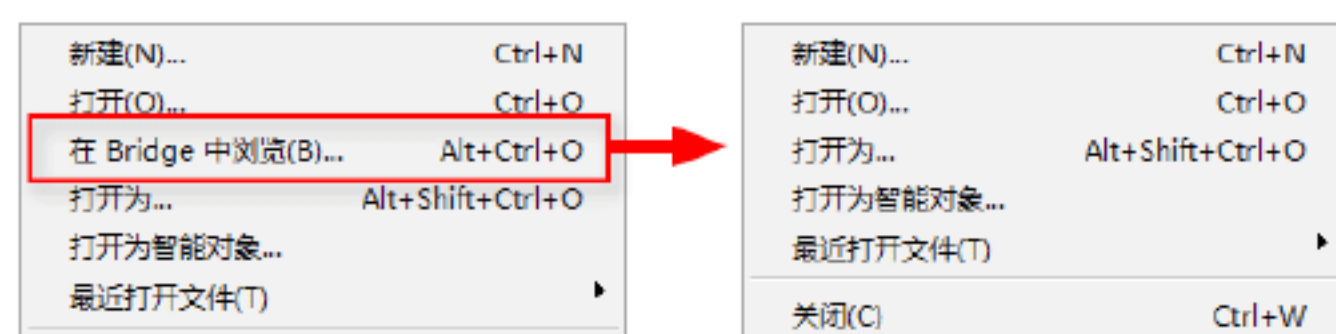 新建(N)... Ctrl+N
打开(O)... Ctrl+O
在 Bridge 中浏览(B)... Alt+Ctrl+O
打开为... Alt+Shift+Ctrl+O
打开为智能对象...
最近打开文件(T)
新建(N)... Ctrl+N
打开(O)... Ctrl+O
打开为... Alt+Shift+Ctrl+O
打开为智能对象...
最近打开文件(T)
关闭(C) Ctrl+W